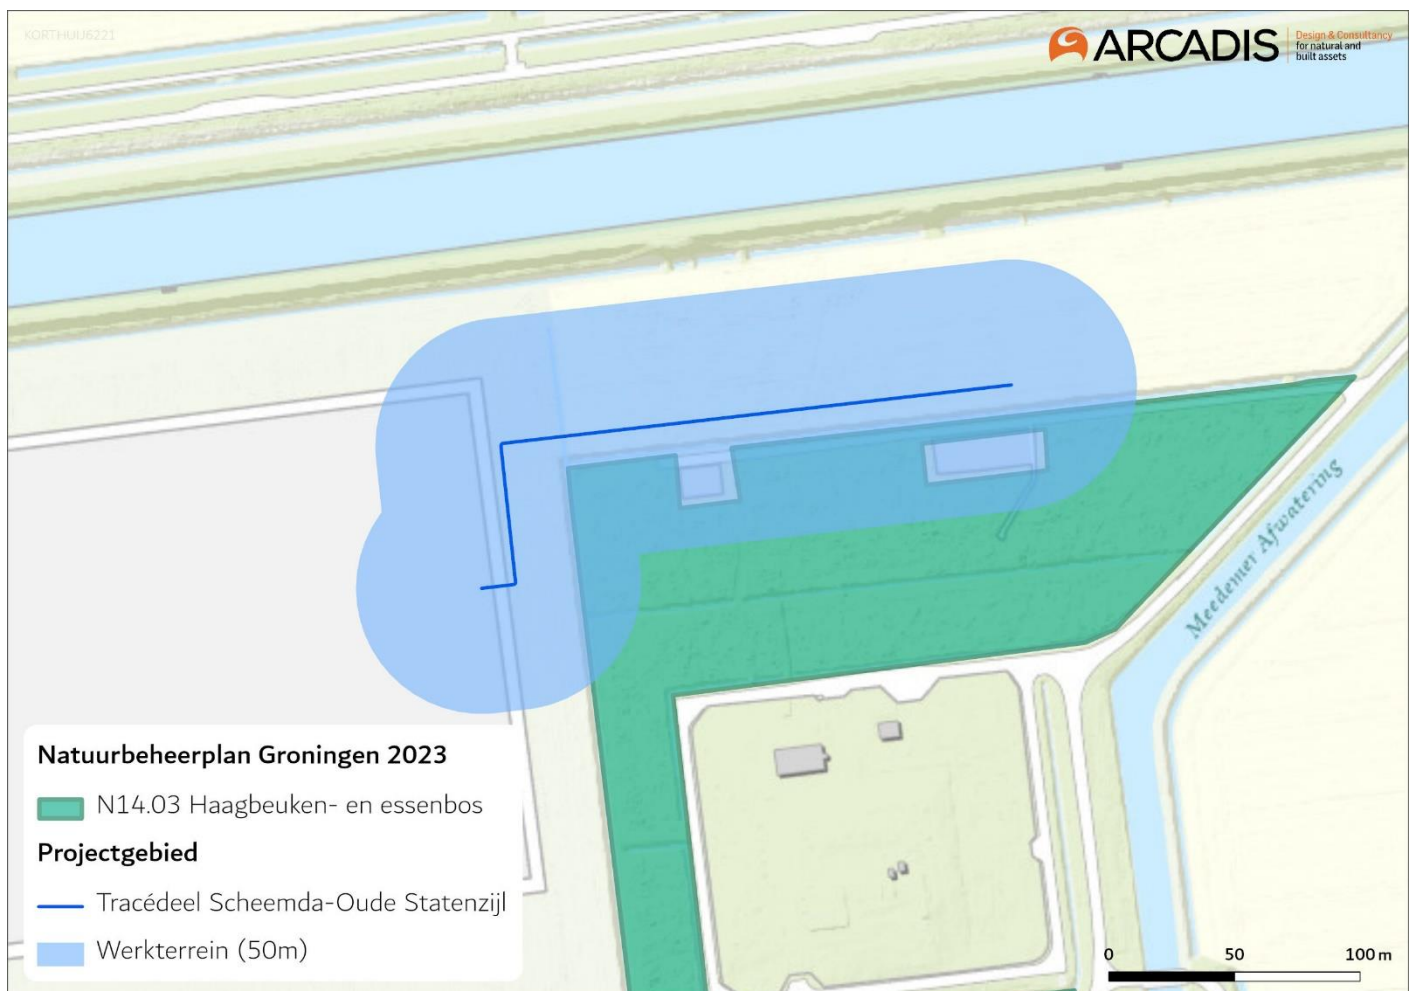 KORTHUIJ6221
ARCADIS
Design & Consultancy
for natural and
built assets
Meedemer Afwatering
Natuurbeheerplan Groningen 2023
N14.03 Haagbeuken- en essenbos
Projectgebied
Tracédeel Scheemda-Oude Statenzijl
Werkterrein (50m)
0 50 100 m